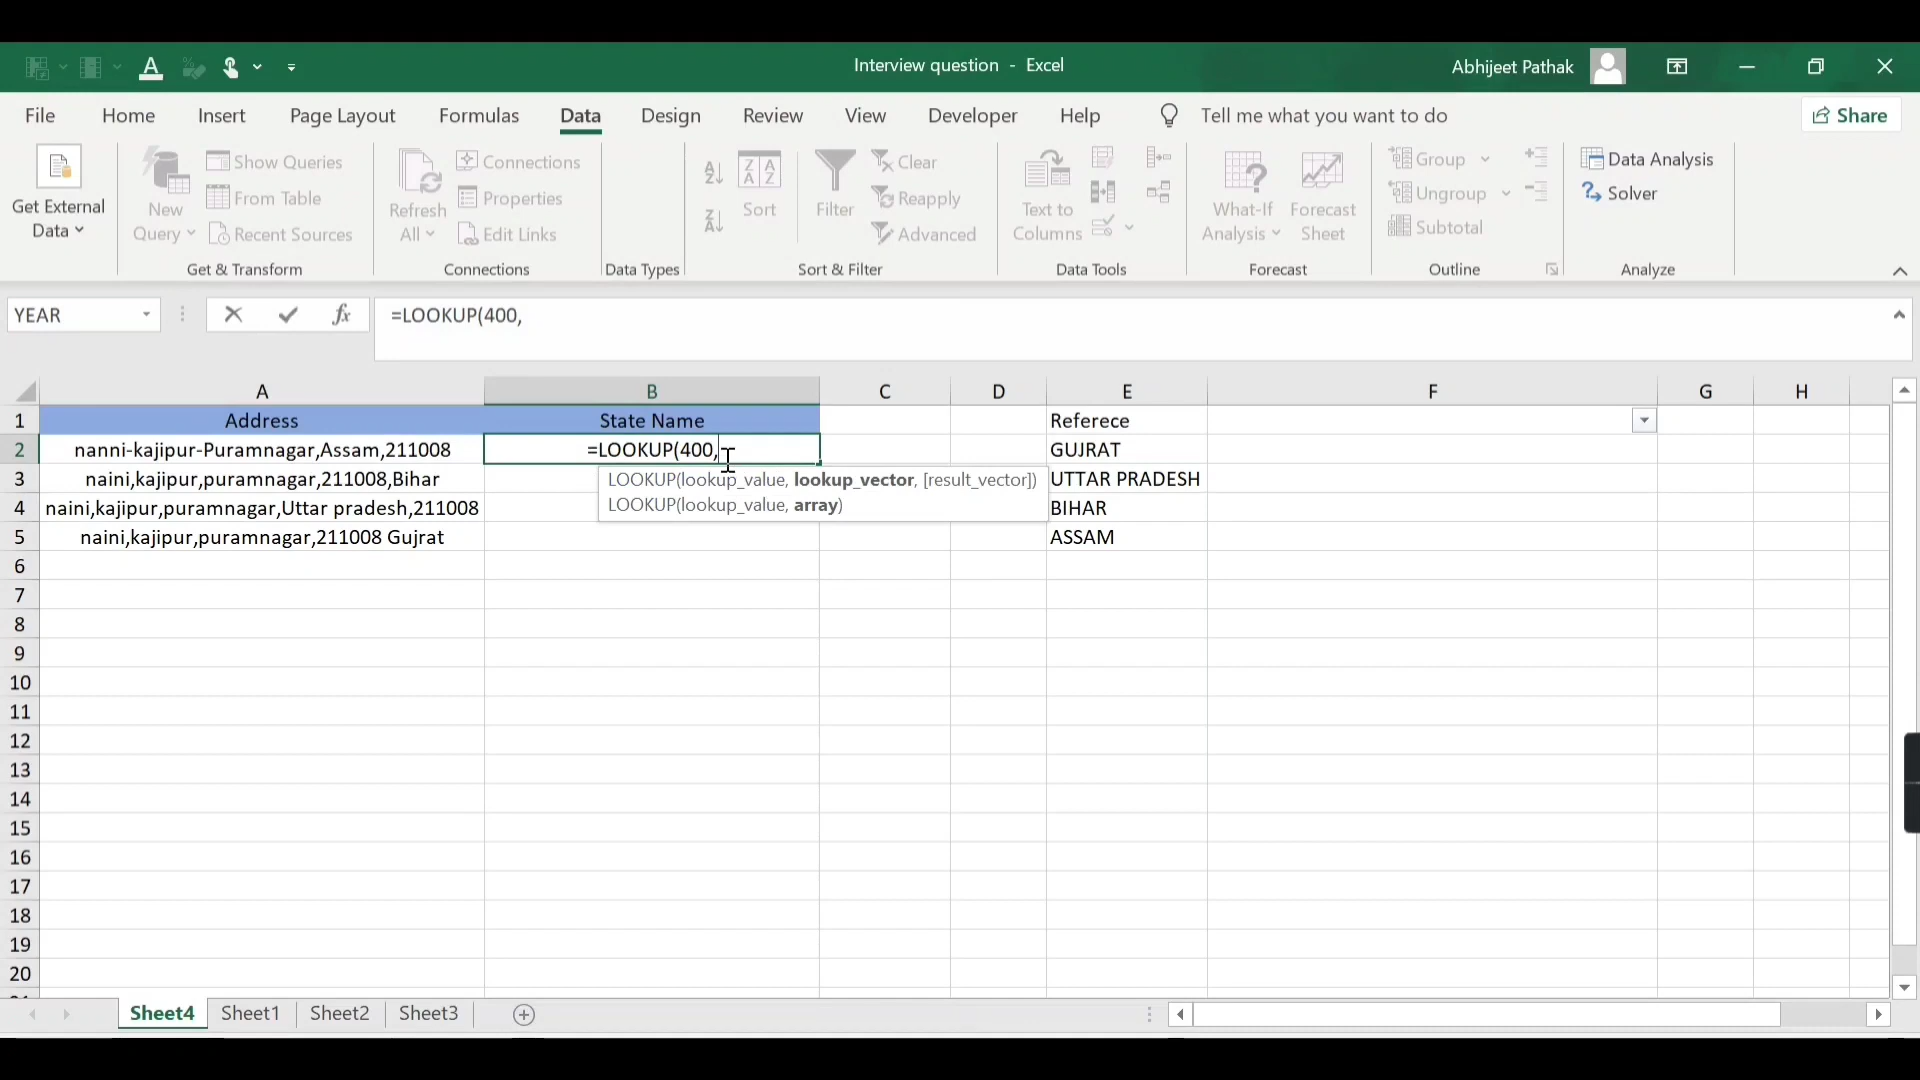 Interview question - Excel
Abhijeet Pathak
File Home Insert Page Layout Formulas Data Design Review View Developer Help Tell me what you want to do Share
Get External Data
New Query
Show Queries
From Table
Recent Sources
Get & Transform
Refresh All
Connections
Properties
Edit Links
Connections
Data Types
Sort
Filter
Clear
Reapply
Advanced
Sort & Filter
Text to Columns
Data Tools
What-If Analysis
Forecast Sheet
Forecast
Group
Ungroup
Subtotal
Outline
Data Analysis
Solver
Analyze
YEAR fx =LOOKUP(400,
A B C D E F G H
1 Address State Name Referece
2 nanni-kajipur-Puramnagar,Assam,211008 =LOOKUP(400, GUJRAT
3 naini,kajipur,puramnagar,211008,Bihar LOOKUP(lookup_value, lookup_vector, [result_vector]) UTTAR PRADESH
LOOKUP(lookup_value, array)
4 naini,kajipur,puramnagar,Uttar pradesh,211008 BIHAR
5 naini,kajipur,puramnagar,211008 Gujrat ASSAM
6
7
8
9
10
11
12
13
14
15
16
17
18
19
20
Sheet4 Sheet1 Sheet2 Sheet3